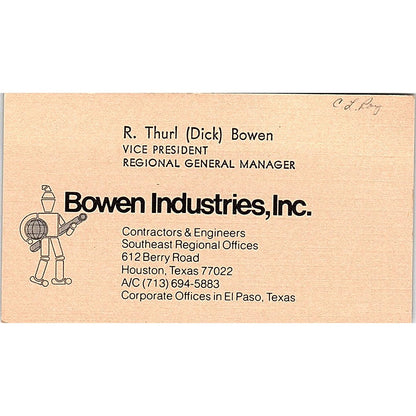 C L Ray
R. Thurl (Dick) Bowen
VICE PRESIDENT
REGIONAL GENERAL MANAGER
Bowen Industries, Inc.
Contractors & Engineers
Southeast Regional Offices
612 Berry Road
Houston, Texas 77022
A/C (713) 694-5883
Corporate Offices in El Paso, Texas